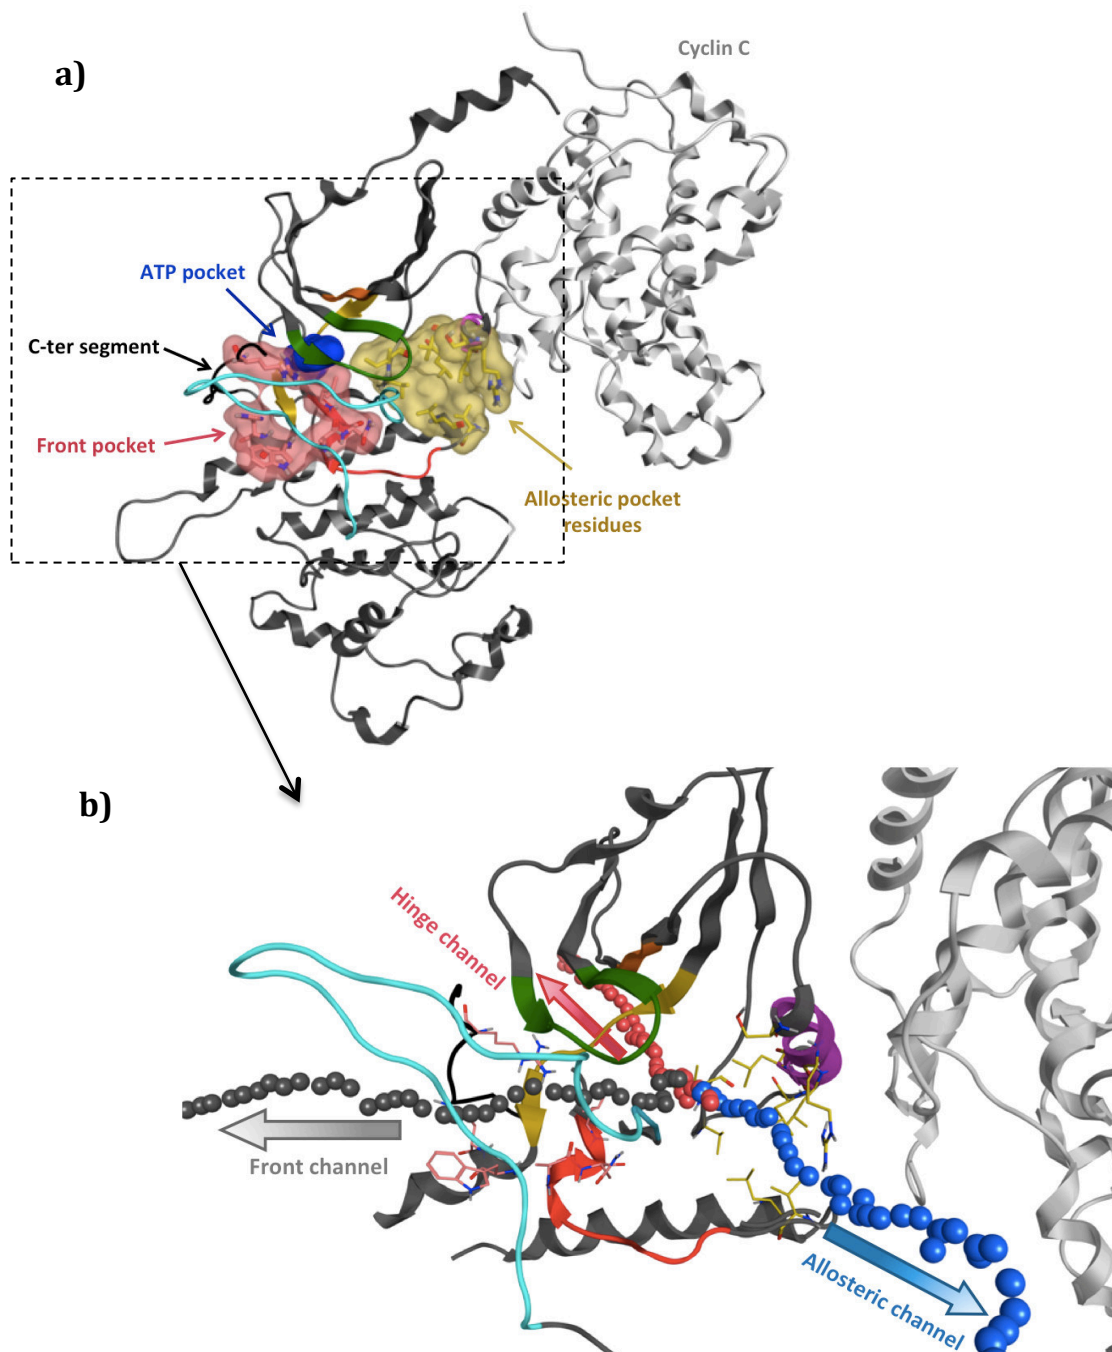 a)
Cyclin C
ATP pocket
C-ter segment
Front pocket
Allosteric pocket
residues
b)
Hinge channel
Front channel
Allosteric channel